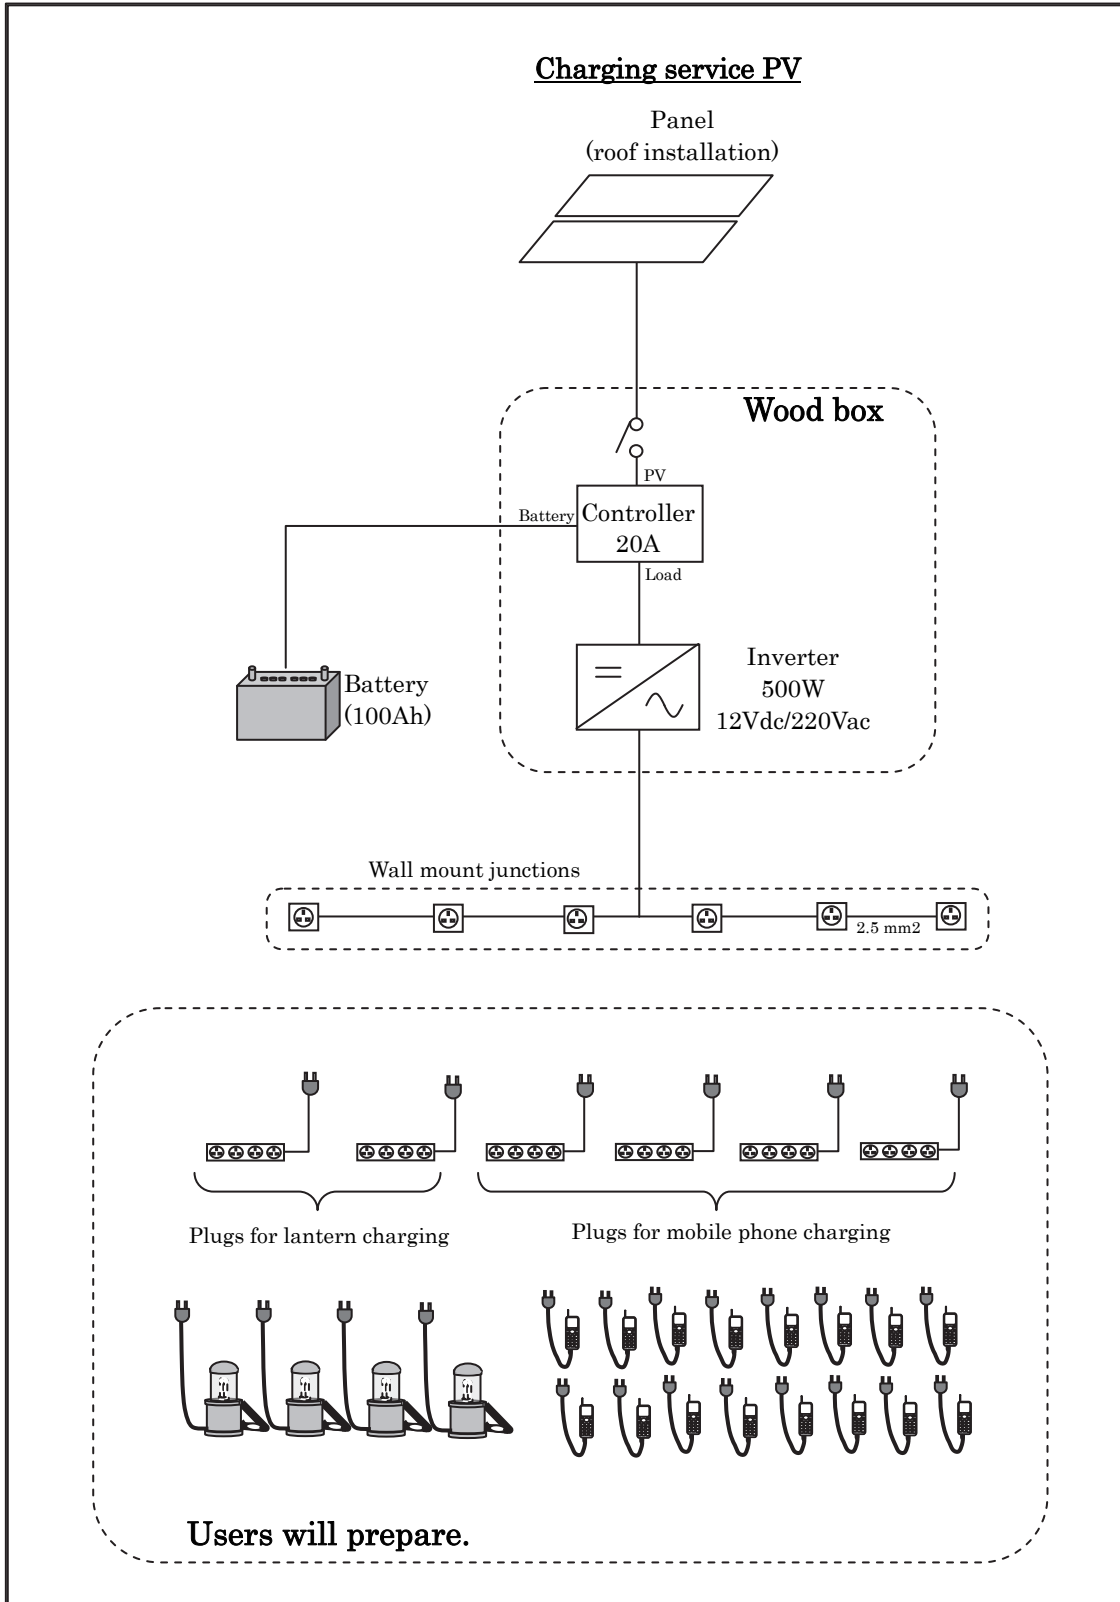 Charging service PV
Panel
(roof installation)
Wood box
PV
Battery
Controller
20A
Load
Inverter
500W
12Vdc/220Vac
Battery
(100Ah)
Wall mount junctions
2.5 mm2
Plugs for lantern charging
Plugs for mobile phone charging
Users will prepare.